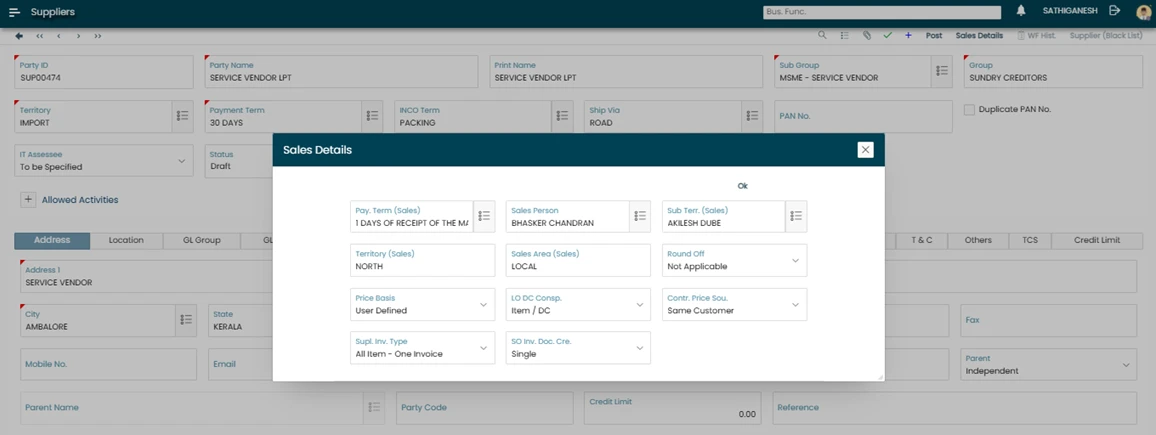 Suppliers
Bus. Func.
SATHIGANESH
Post
Sales Details
WF Hist.
Supplier (Black List)
Party ID
SUP00474
Party Name
SERVICE VENDOR LPT
Print Name
SERVICE VENDOR LPT
Sub Group
MSME - SERVICE VENDOR
Group
SUNDRY CREDITORS
Territory
IMPORT
Payment Term
30 DAYS
INCO Term
PACKING
Ship Via
ROAD
PAN No.
Duplicate PAN No.
IT Assessee
To be Specified
Status
Draft
Allowed Activities
Sales Details
Ok
Pay. Term (Sales)
1 DAYS OF RECEIPT OF THE MA
Sales Person
BHASKER CHANDRAN
Sub Terr. (Sales)
AKILESH DUBE
Territory (Sales)
NORTH
Sales Area (Sales)
LOCAL
Round Off
Not Applicable
Price Basis
User Defined
LO DC Consp.
Item / DC
Contr. Price Sou.
Same Customer
Supl. Inv. Type
All Item - One Invoice
SO Inv. Doc. Cre.
Single
Address
Location
GL Group
GL
T & C
Others
TCS
Credit Limit
Address 1
SERVICE VENDOR
City
AMBALORE
State
KERALA
Fax
Mobile No.
Email
Parent
Independent
Parent Name
Party Code
Credit Limit
0.00
Reference